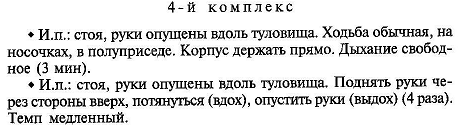 4-й комплекс
• И.п.: стоя, руки опущены вдоль туловища. Ходьба обычная, на
носочках, в полуприседе. Корпус держать прямо. Дыхание свобод-
ное (3 мин).
• И.п.: стоя, руки опущены вдоль туловища. Поднять руки че-
рез стороны вверх, потянуться (вдох), опустить руки (выдох) (4 раза).
Темп медленный.